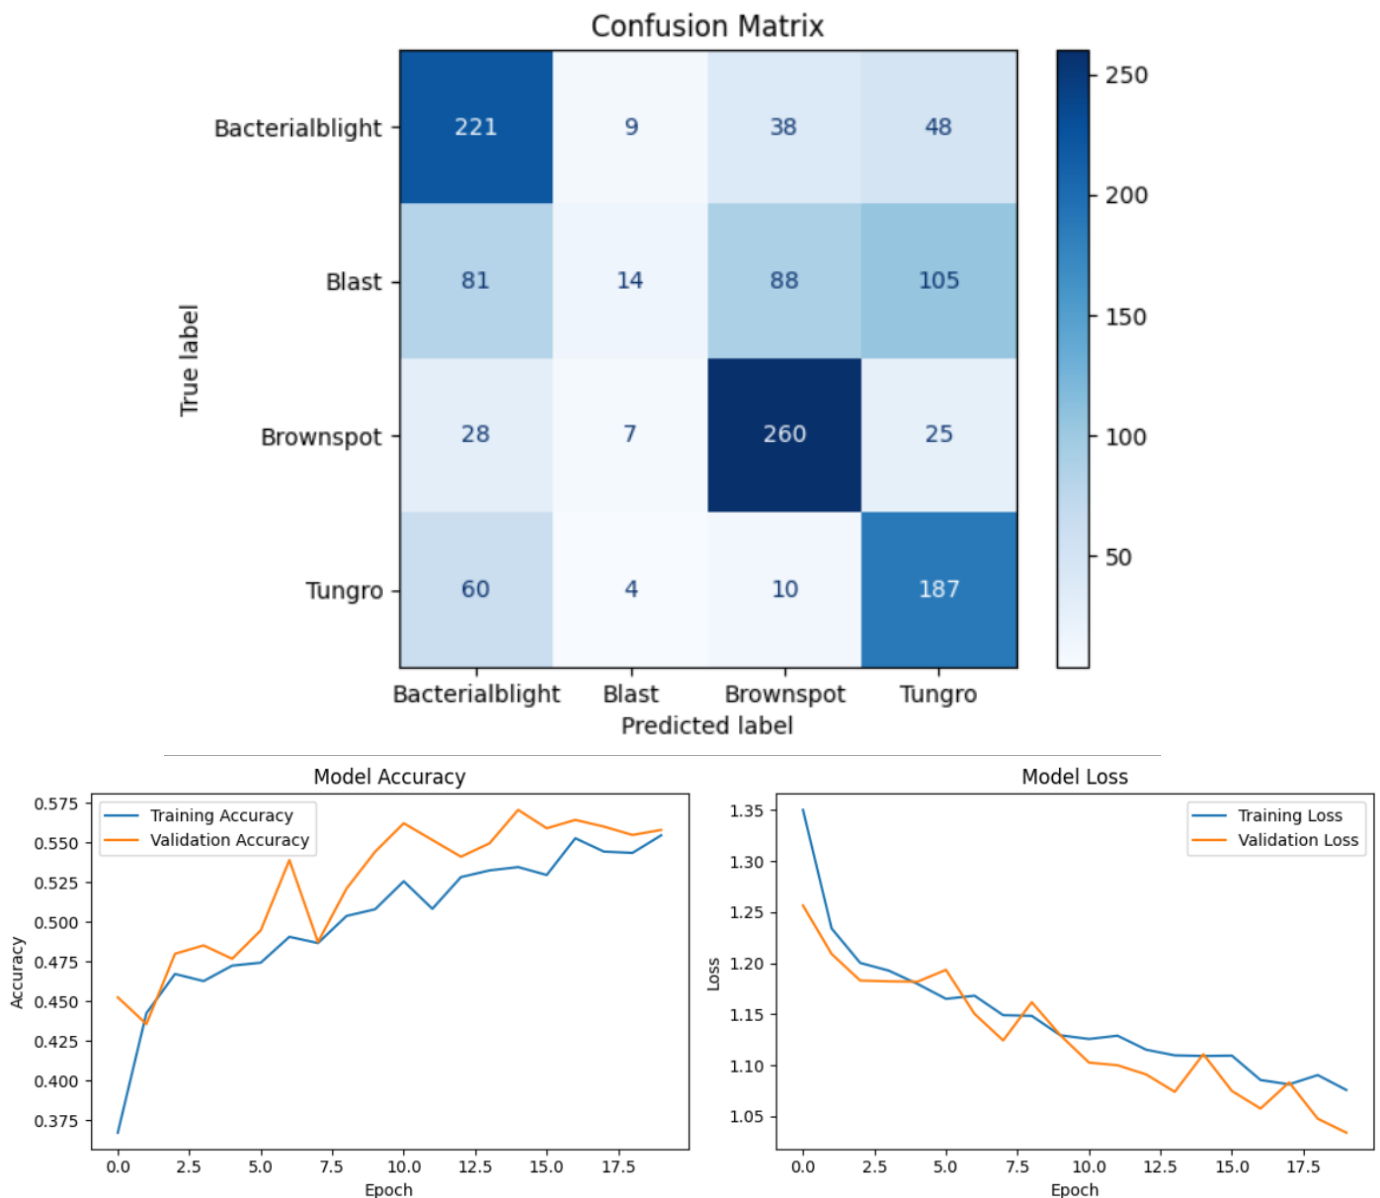 Confusion Matrix
Bacterialblight 221 9 38 48
Blast 81 14 88 105
Brownspot 28 7 260 25
Tungro 60 4 10 187
Bacterialblight Blast Brownspot Tungro
Predicted label
True label
250
200
150
100
50
Model Accuracy
Training Accuracy
Validation Accuracy
0.575
0.550
0.525
0.500
0.475
0.450
0.425
0.400
0.375
Accuracy
0.0 2.5 5.0 7.5 10.0 12.5 15.0 17.5
Epoch
Model Loss
Training Loss
Validation Loss
1.35
1.30
1.25
1.20
1.15
1.10
1.05
Loss
0.0 2.5 5.0 7.5 10.0 12.5 15.0 17.5
Epoch